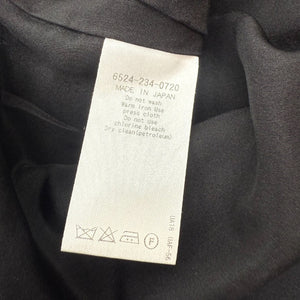 6524-234-0720
MADE IN JAPAN
Do not wash
Warm iron Use
press cloth
Do not use
chlorine bleach
Dry clean(petroleum)
F